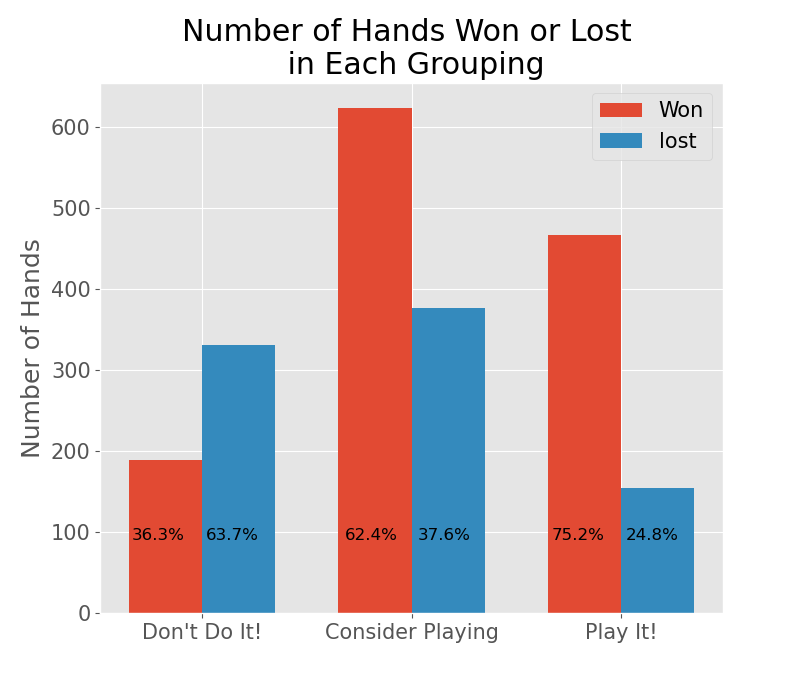 Number of Hands Won or Lost
in Each Grouping
Won
lost
Number of Hands
600
500
400
300
200
100
0
36.3%
63.7%
62.4%
37.6%
75.2%
24.8%
Don't Do It!
Consider Playing
Play It!